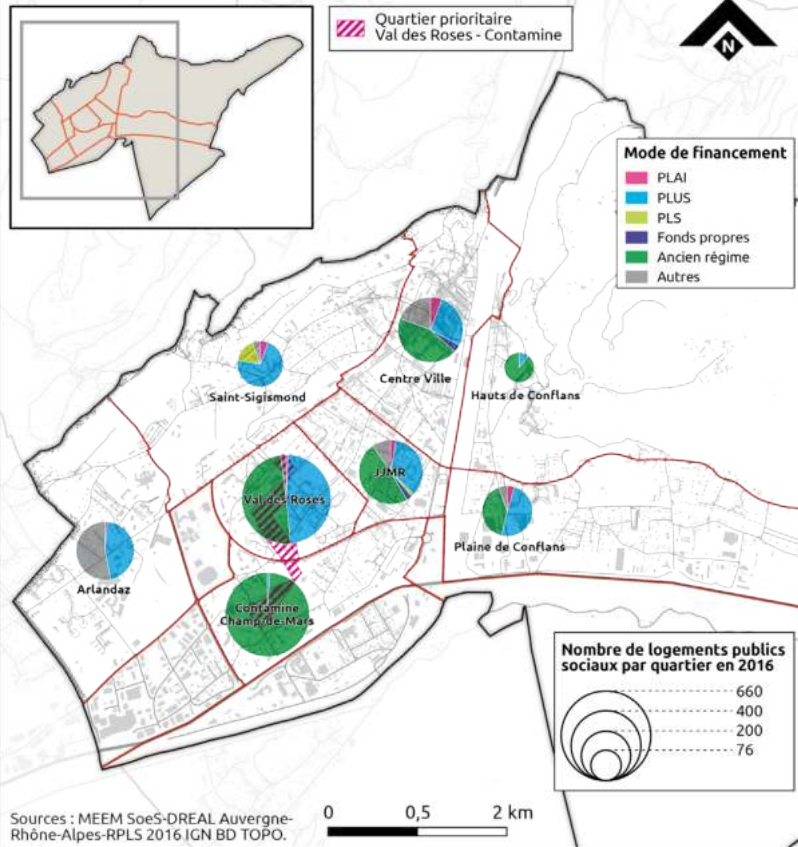 Quartier prioritaire
Val des Roses - Contamine
N
Mode de financement
PLAI
PLUS
PLS
Fonds propres
Ancien régime
Autres
Saint-Sigismond
Centre Ville
Hauts de Conflans
Val des Roses
JJMR
Plaine de Conflans
Arlandaz
Contamine
Champ-de-Mars
Nombre de logements publics
sociaux par quartier en 2016
660
400
200
76
Sources : MEEM SoeS-DREAL Auvergne-
Rhône-Alpes-RPLS 2016 IGN BD TOPO.
0 0,5 2 km